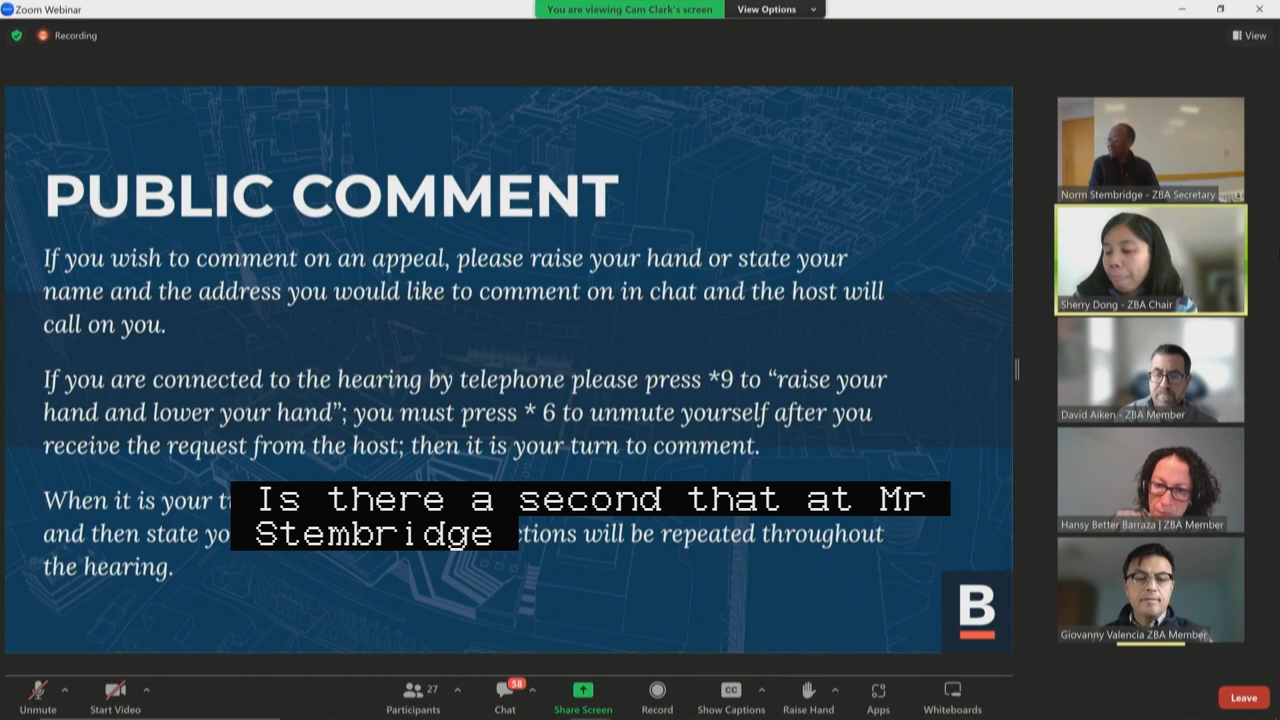 Zoom Webinar
You are viewing Cam Clark's screen
View Options
Recording
View
PUBLIC COMMENT
If you wish to comment on an appeal, please raise your hand or state your
name and the address you would like to comment on in chat and the host will
call on you.
If you are connected to the hearing by telephone please press *9 to “raise your
hand and lower your hand”; you must press * 6 to unmute yourself after you
receive the request from the host; then it is your turn to comment.
When it is your
and then state ctions will be repeated throughout
the hearing.
Is there a second that at Mr
Stembridge
B
Norm Stembridge - ZBA Secretary
Sherry Dong - ZBA Chair
David Aiken - ZBA Member
Hansy Better Barraza | ZBA Member
Giovanny Valencia ZBA Member
Unmute
Start Video
27
Participants
58
Chat
Share Screen
Record
CC
Show Captions
Raise Hand
Apps
Whiteboards
Leave